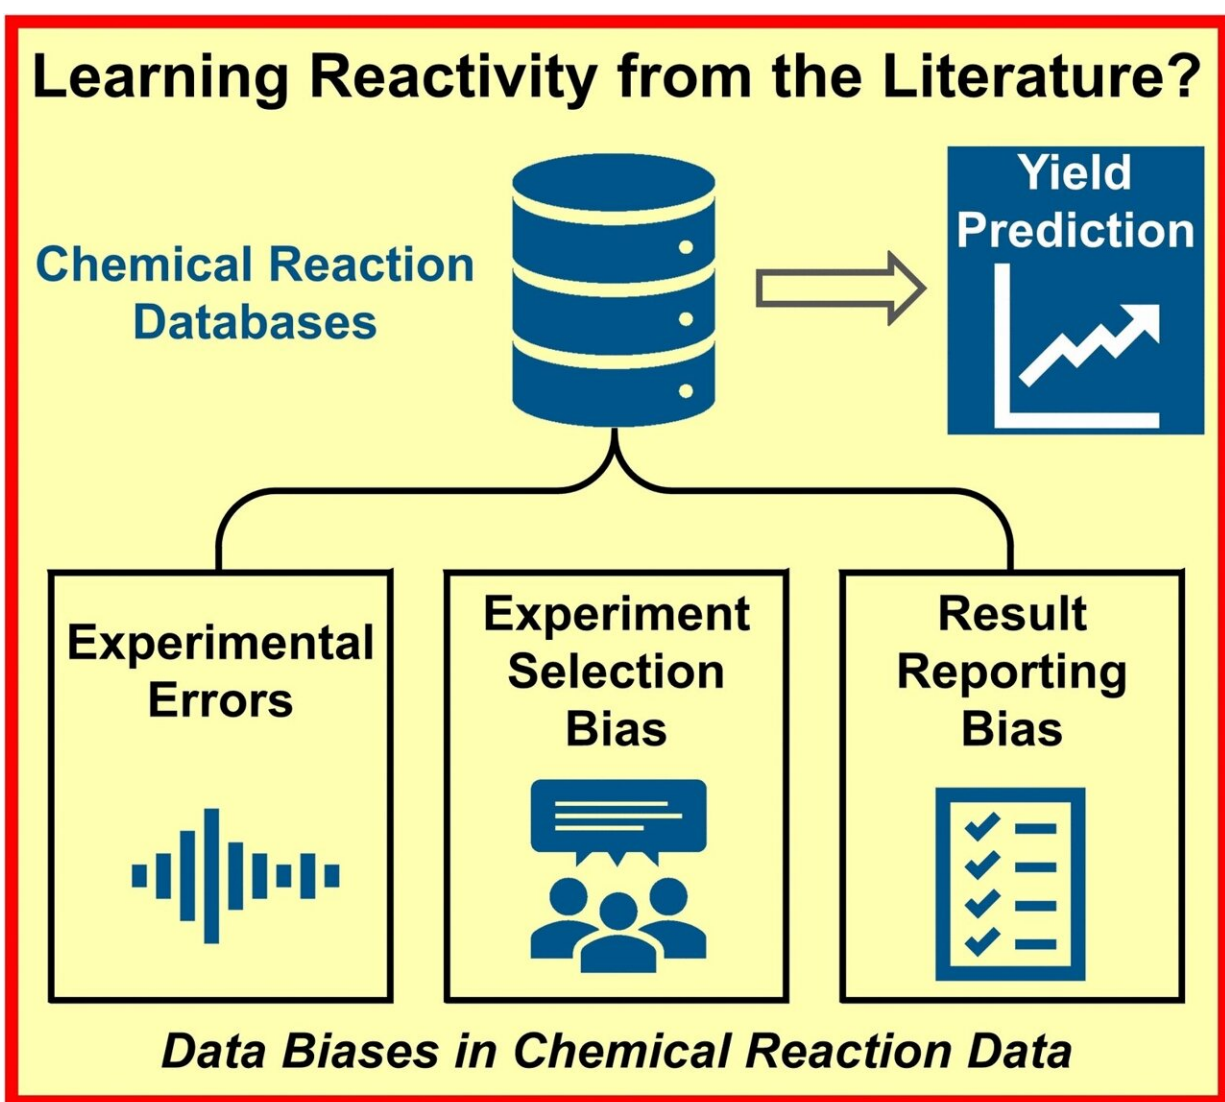 Learning Reactivity from the Literature?
Chemical Reaction
Databases
Yield
Prediction
Experimental
Errors
Experiment
Selection
Bias
Result
Reporting
Bias
Data Biases in Chemical Reaction Data